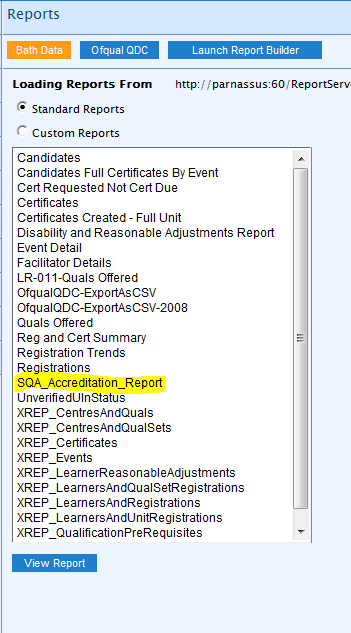 Reports
Bath Data Ofqual QDC Launch Report Builder
Loading Reports From http://parnassus:60/ReportServe
Standard Reports
Custom Reports
Candidates
Candidates Full Certificates By Event
Cert Requested Not Cert Due
Certificates
Certificates Created - Full Unit
Disability and Reasonable Adjustments Report
Event Detail
Facilitator Details
LR-011-Quals Offered
OfqualQDC-ExportAsCSV
OfqualQDC-ExportAsCSV-2008
Quals Offered
Reg and Cert Summary
Registration Trends
Registrations
SQA_Accreditation_Report
UnverifiedUlnStatus
XREP_CentresAndQuals
XREP_CentresAndQualSets
XREP_Certificates
XREP_Events
XREP_LearnerReasonableAdjustments
XREP_LearnersAndQualSetRegistrations
XREP_LearnersAndRegistrations
XREP_LearnersAndUnitRegistrations
XREP_QualificationPreRequisites
View Report